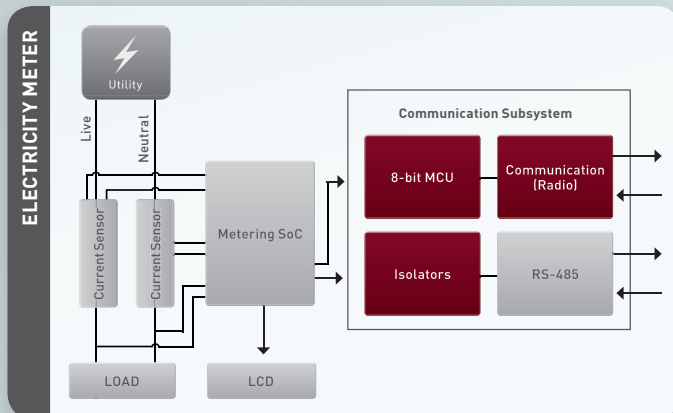 ELECTRICITY METER
Utility
Live
Neutral
Current Sensor
Current Sensor
Metering SoC
LOAD
LCD
Communication Subsystem
8-bit MCU
Communication
(Radio)
Isolators
RS-485